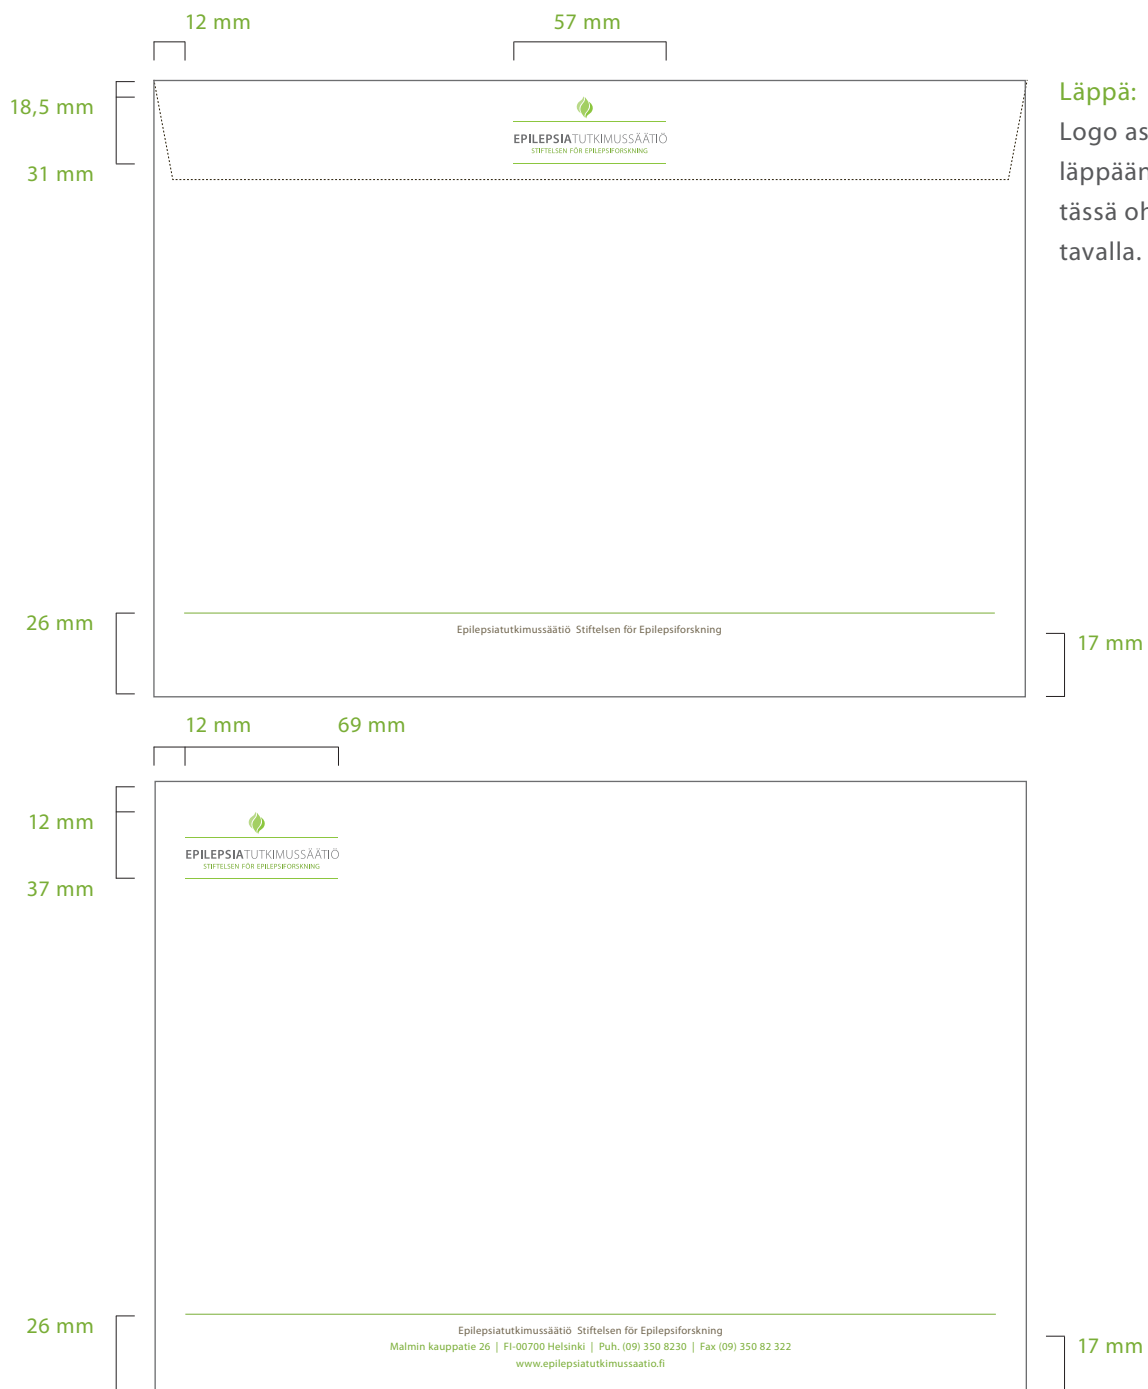 12 mm
57 mm
18,5 mm
31 mm
EPILEPSIATUTKIMUSSÄÄTIÖ
STIFTELSEN FÖR EPILEPSIFORSKNING
Läppä:
Logo
läppään
tässä
tavalla.
26 mm
Epilepsiatutkimussäätiö Stiftelsen för Epilepsiforskning
17 mm
12 mm
69 mm
12 mm
37 mm
EPILEPSIATUTKIMUSSÄÄTIÖ
STIFTELSEN FÖR EPILEPSIFORSKNING
26 mm
Epilepsiatutkimussäätiö Stiftelsen för Epilepsiforskning
Malmin kauppatie 26 | FI-00700 Helsinki | Puh. (09) 350 8230 | Fax (09) 350 82 322
www.epilepsiatutkimussaatio.fi
17 mm